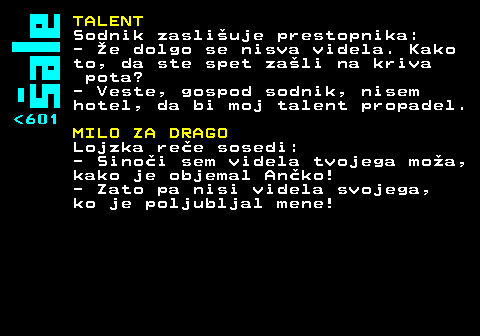 Šale
<601
TALENT
Sodnik zaslišuje prestopnika:
- Že dolgo se nisva videla. Kako
to, da ste spet zašli na kriva
pota?
- Veste, gospod sodnik, nisem
hotel, da bi moj talent propadel.
MILO ZA DRAGO
Lojzka reče sosedi:
- Sinoči sem videla tvojega moža,
kako je objemal Ančko!
- Zato pa nisi videla svojega,
ko je poljubljal mene!